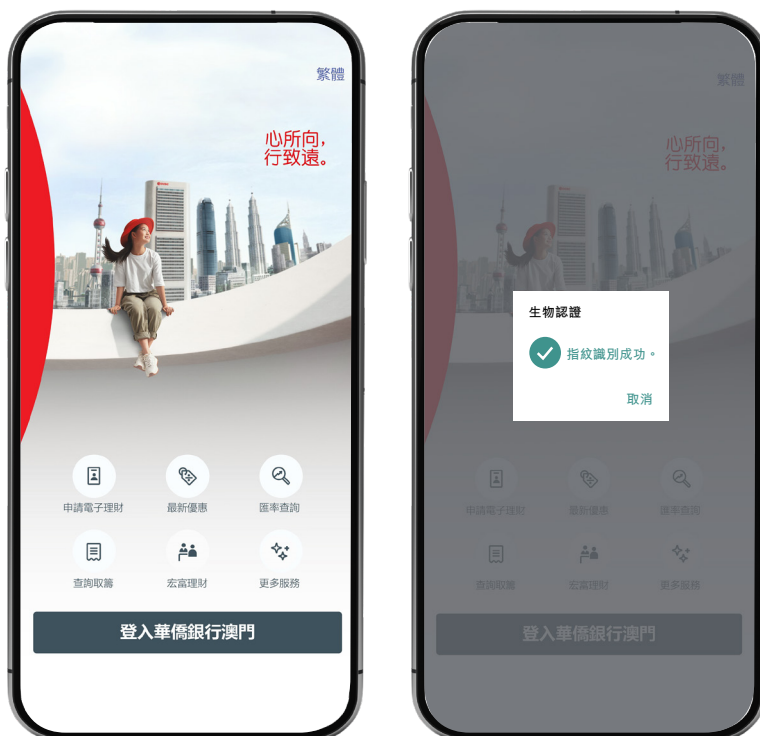 繁體
心所向,
行致遠。
申請電子理財
最新優惠
匯率查詢
查詢取籌
宏富理財
更多服務
登入華僑銀行澳門
繁體
心所向,
行致遠。
生物認證
指紋識別成功。
取消
申請電子理財
最新優惠
匯率查詢
查詢取籌
宏富理財
更多服務
登入華僑銀行澳門